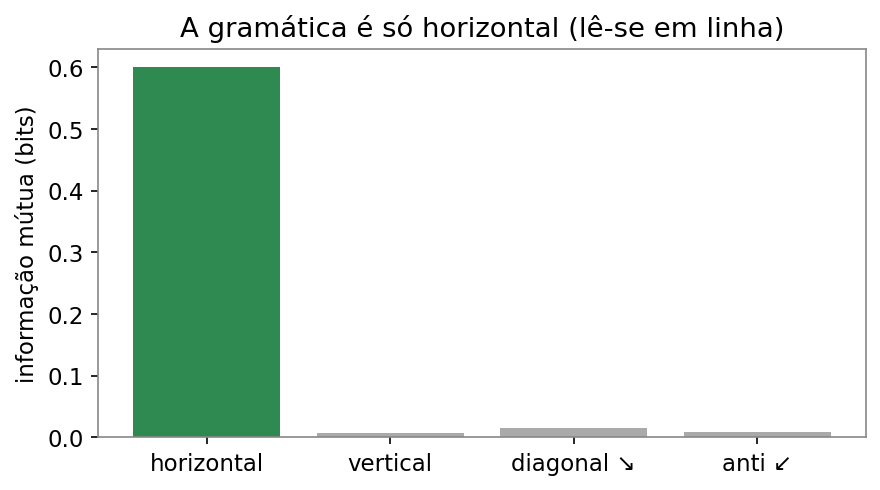 A gramática é só horizontal (lê-se em linha)
informação mútua (bits)
0.6
0.5
0.4
0.3
0.2
0.1
0.0
horizontal vertical diagonal ↘ anti ↙